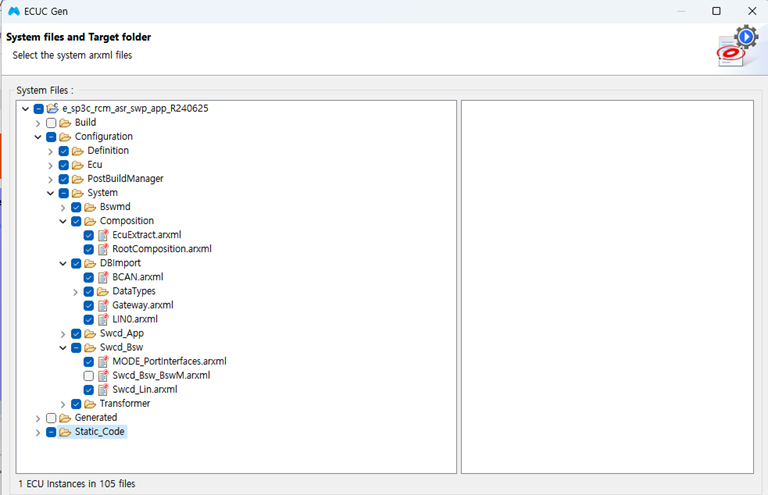 ECUC Gen
System files and Target folder
Select the system arxml files
System Files :
e_sp3c_rcm_asr_swp_app_R240625
Build
Configuration
Definition
Ecu
PostBuildManager
System
Bswmd
Composition
EcuExtract.arxml
RootComposition.arxml
DBImport
BCAN.arxml
DataTypes
Gateway.arxml
LIN0.arxml
Swcd_App
Swcd_Bsw
MODE_PortInterfaces.arxml
Swcd_Bsw_BswM.arxml
Swcd_Lin.arxml
Transformer
Generated
Static_Code
1 ECU Instances in 105 files